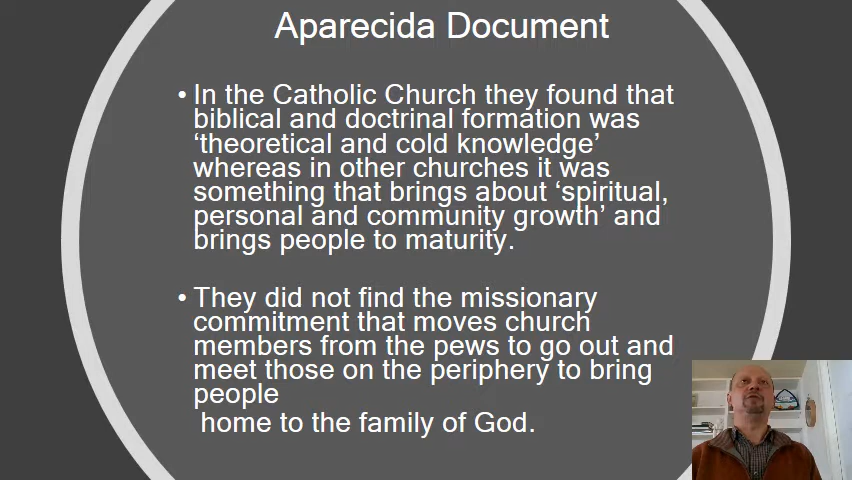 Aparecida Document
• In the Catholic Church they found that
biblical and doctrinal formation was
‘theoretical and cold knowledge’
whereas in other churches it was
something that brings about ‘spiritual,
personal and community growth’ and
brings people to maturity.
• They did not find the missionary
commitment that moves church
members from the pews to go out and
meet those on the periphery to bring
people
home to the family of God.